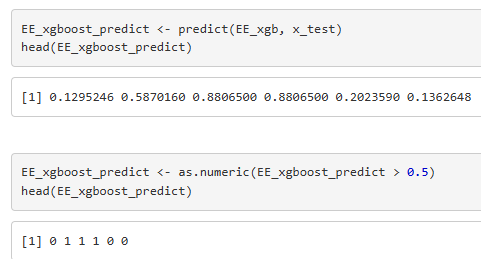 EE_xgboost_predict <- predict(EE_xgb, x_test)
head(EE_xgboost_predict)
[1] 0.1295246 0.5870160 0.8806500 0.8806500 0.2023590 0.1362648
EE_xgboost_predict <- as.numeric(EE_xgboost_predict > 0.5)
head(EE_xgboost_predict)
[1] 0 1 1 1 0 0